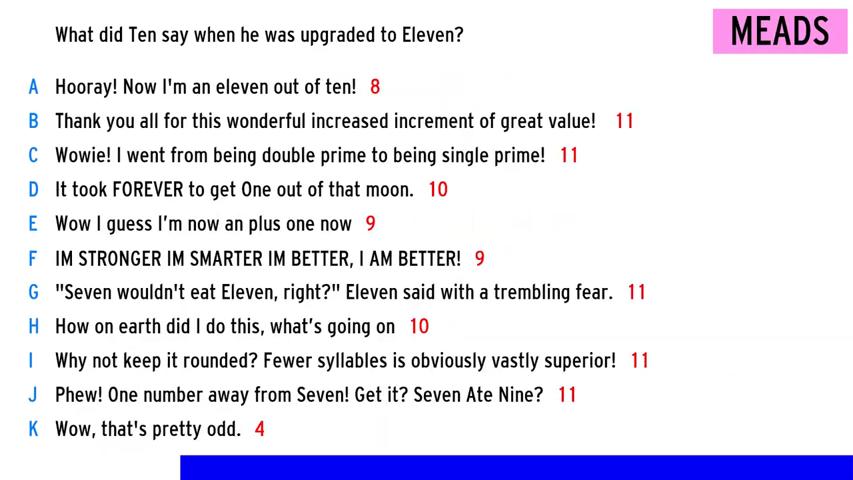 What did Ten say when he was upgraded to Eleven?
MEADS
A Hooray! Now I'm an eleven out of ten! 8
B Thank you all for this wonderful increased increment of great value! 11
C Wowie! I went from being double prime to being single prime! 11
D It took FOREVER to get One out of that moon. 10
E Wow I guess I'm now an plus one now 9
F IM STRONGER IM SMARTER IM BETTER, I AM BETTER! 9
G "Seven wouldn't eat Eleven, right?" Eleven said with a trembling fear. 11
H How on earth did I do this, what's going on 10
I Why not keep it rounded? Fewer syllables is obviously vastly superior! 11
J Phew! One number away from Seven! Get it? Seven Ate Nine? 11
K Wow, that's pretty odd. 4